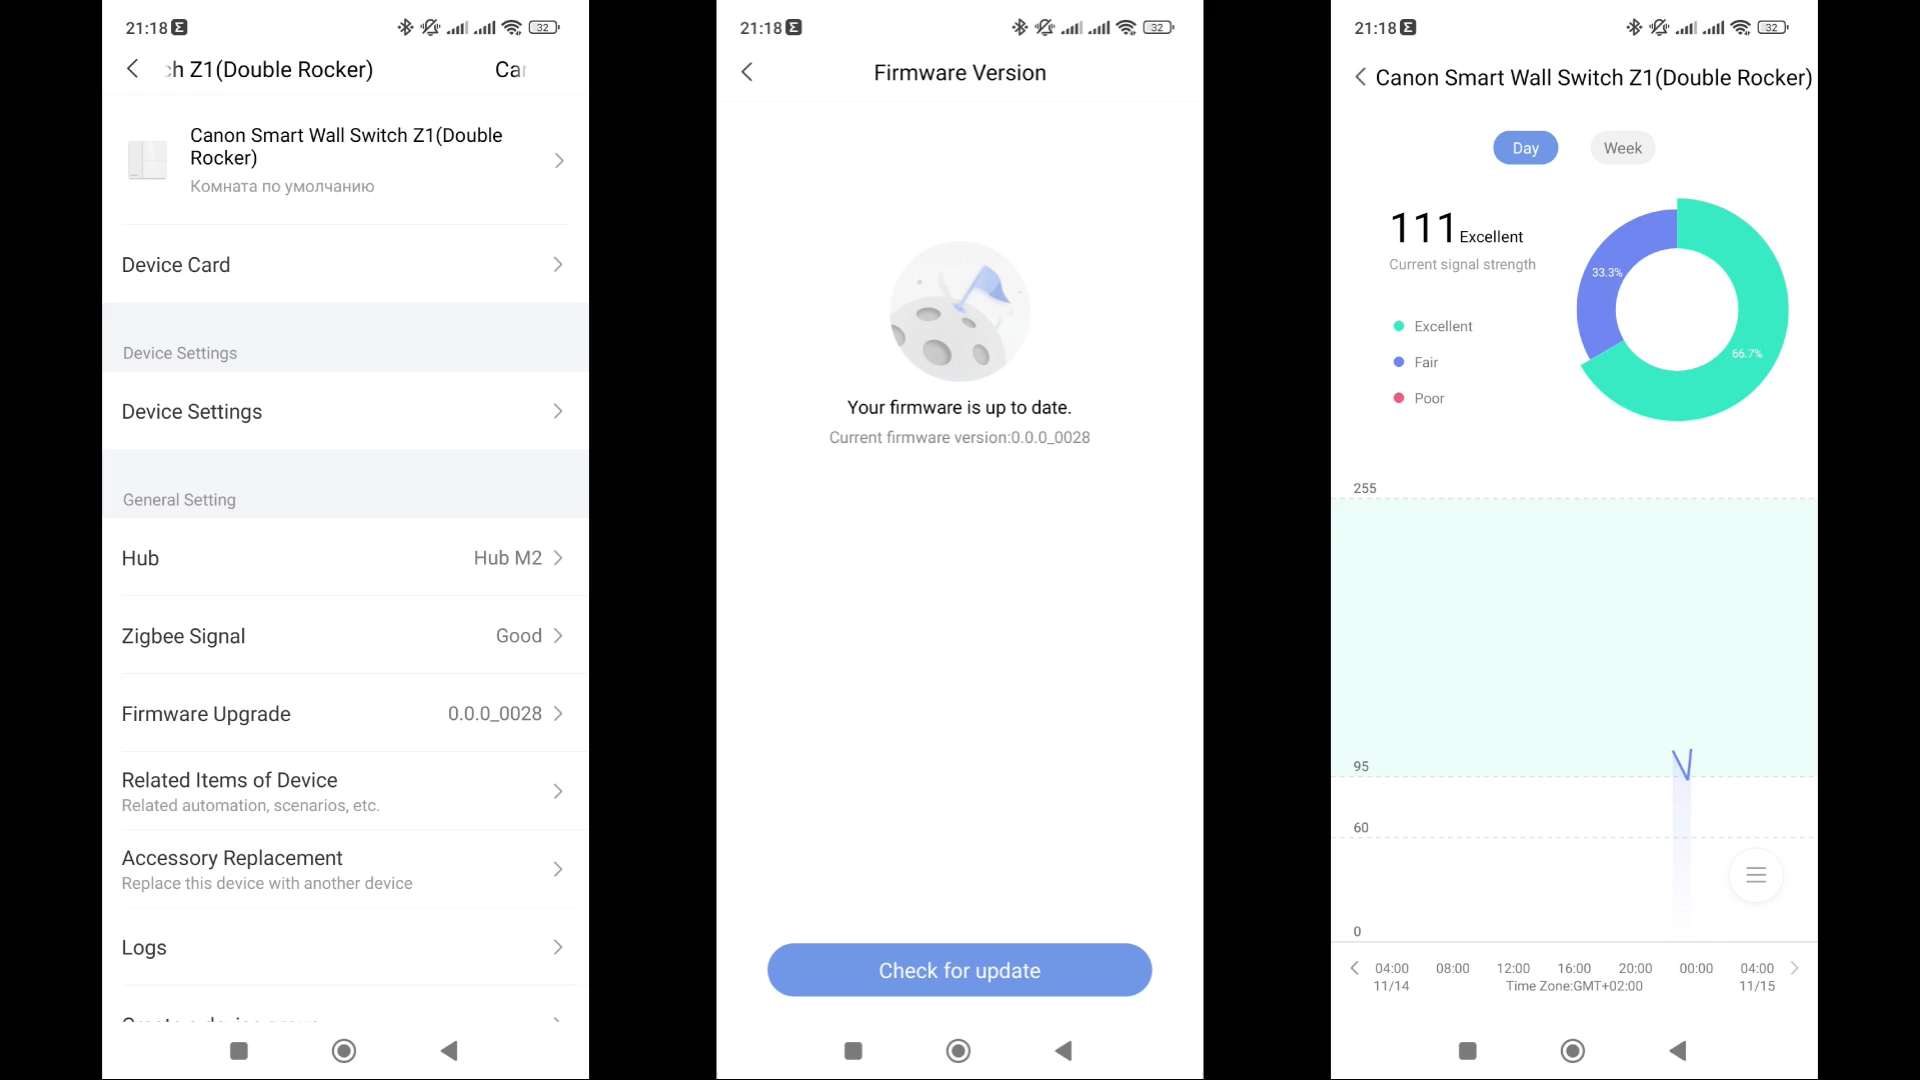 21:18
32
ch Z1(Double Rocker)
Ca
Canon Smart Wall Switch Z1(Double
Rocker)
Комната по умолчанию
Device Card
Device Settings
Device Settings
General Setting
Hub
Hub M2
Zigbee Signal
Good
Firmware Upgrade
0.0.0_0028
Related Items of Device
Related automation, scenarios, etc.
Accessory Replacement
Replace this device with another device
Logs
21:18
32
Firmware Version
Your firmware is up to date.
Current firmware version:0.0.0_0028
Check for update
21:18
32
Canon Smart Wall Switch Z1(Double Rocker)
Day
Week
111 Excellent
Current signal strength
Excellent
Fair
Poor
33.3%
66.7%
255
95
60
0
04:00 08:00 12:00 16:00 20:00 00:00 04:00
11/14 Time Zone:GMT+02:00 11/15